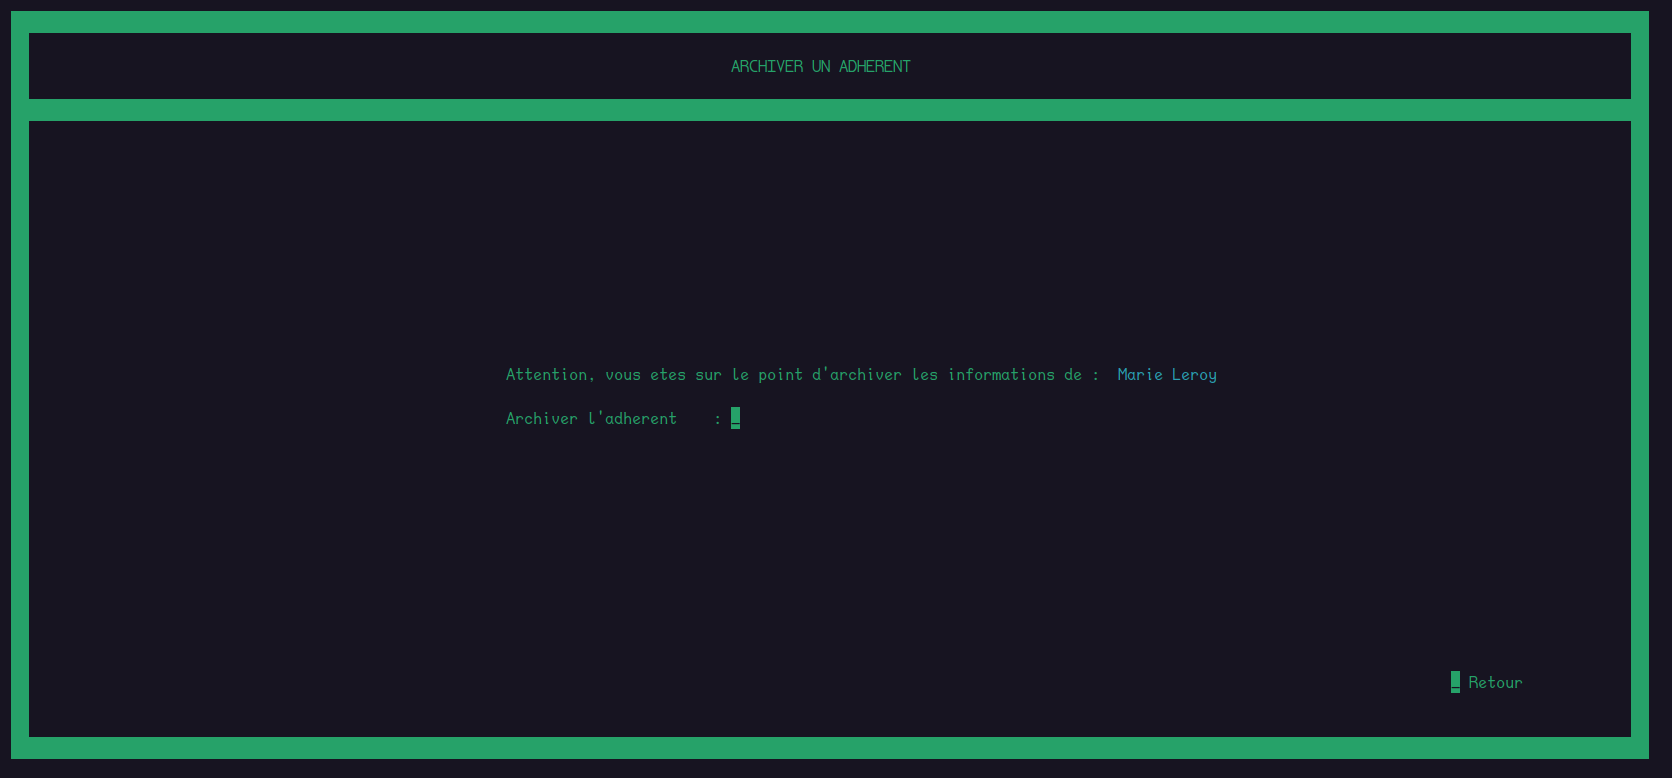 ARCHIVER UN ADHERENT
Attention, vous etes sur le point d'archiver les informations de : Marie Leroy
Archiver l'adherent : _
_ Retour